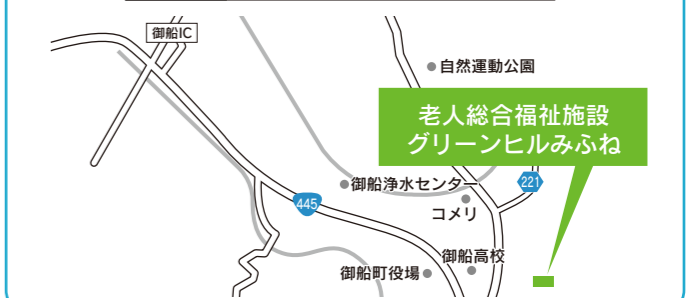 御船IC
自然運動公園
老人総合福祉施設
グリーンヒルみふね
御船浄水センター
221
445
コメリ
御船高校
御船町役場